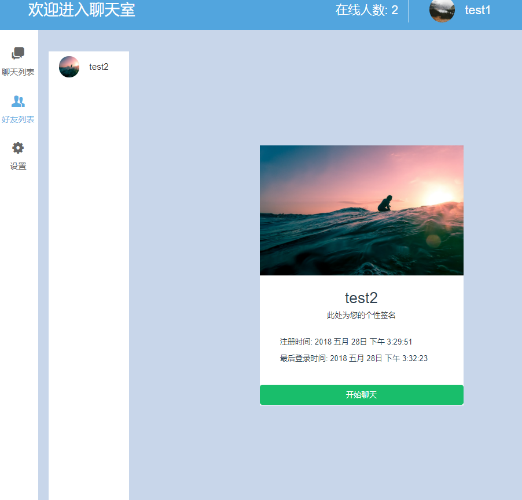 欢迎进入聊天室
在线人数: 2
test1
聊天列表
好友列表
设置
test2
test2
此处为您的个性签名
注册时间: 2018 五月 28日 下午 3:29:51
最后登录时间: 2018 五月 28日 下午 3:32:23
开始聊天